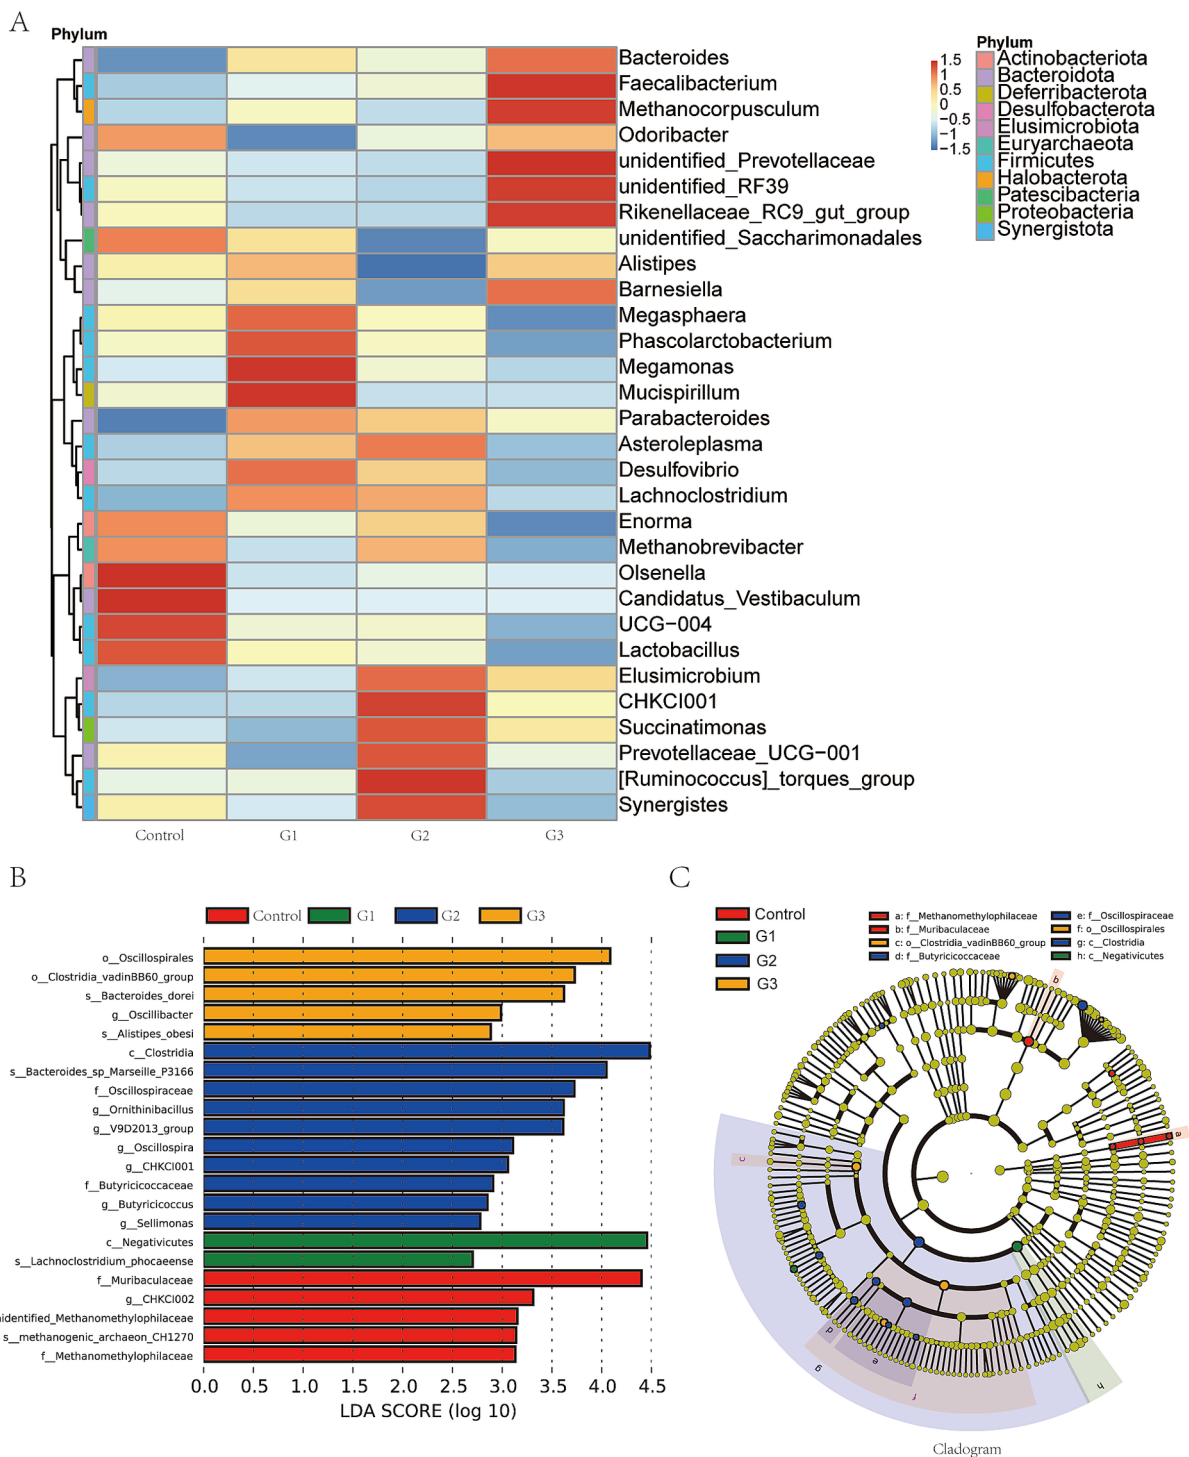 A
Phylum
Bacteroides
Faecalibacterium
Methanocorpusculum
Odoribacter
unidentified_Prevotellaceae
unidentified_RF39
Rikenellaceae_RC9_gut_group
unidentified_Saccharimonadales
Alistipes
Barnesiella
Megasphaera
Phascolarctobacterium
Megamonas
Mucispirillum
Parabacteroides
Asteroleplasma
Desulfovibrio
Lachnoclostridium
Enorma
Methanobrevibacter
Olsenella
Candidatus_Vestibaculum
UCG−004
Lactobacillus
Elusimicrobium
CHKCI001
Succinatimonas
Prevotellaceae_UCG−001
[Ruminococcus]_torques_group
Synergistes
Control G1 G2 G3
1.5
1
0.5
0
−0.5
−1
−1.5
Phylum
Actinobacteriota
Bacteroidota
Deferribacterota
Desulfobacterota
Elusimicrobiota
Euryarchaeota
Firmicutes
Halobacterota
Patescibacteria
Proteobacteria
Synergistota
B
Control G1 G2 G3
o__Oscillospirales
o__Clostridia_vadinBB60_group
s__Bacteroides_dorei
g__Oscillibacter
s__Alistipes_obesi
c__Clostridia
s__Bacteroides_sp_Marseille_P3166
f__Oscillospiraceae
g__Ornithinibacillus
g__V9D2013_group
g__Oscillospira
g__CHKCI001
f__Butyricicoccaceae
g__Butyricicoccus
g__Sellimonas
c__Negativicutes
s__Lachnoclostridium_phocaeense
f__Muribaculaceae
g__CHKCI002
identified_Methanomethylophilaceae
s__methanogenic_archaeon_CH1270
f__Methanomethylophilaceae
0.0 0.5 1.0 1.5 2.0 2.5 3.0 3.5 4.0 4.5
LDA SCORE (log 10)
C
Control
G1
G2
G3
a: f__Methanomethylophilaceae
b: f__Muribaculaceae
c: o__Clostridia_vadinBB60_group
d: f__Butyricicoccaceae
e: f__Oscillospiraceae
f: o__Oscillospirales
g: c__Clostridia
h: c__Negativicutes
b
a
c
d
e
g
f
h
Cladogram